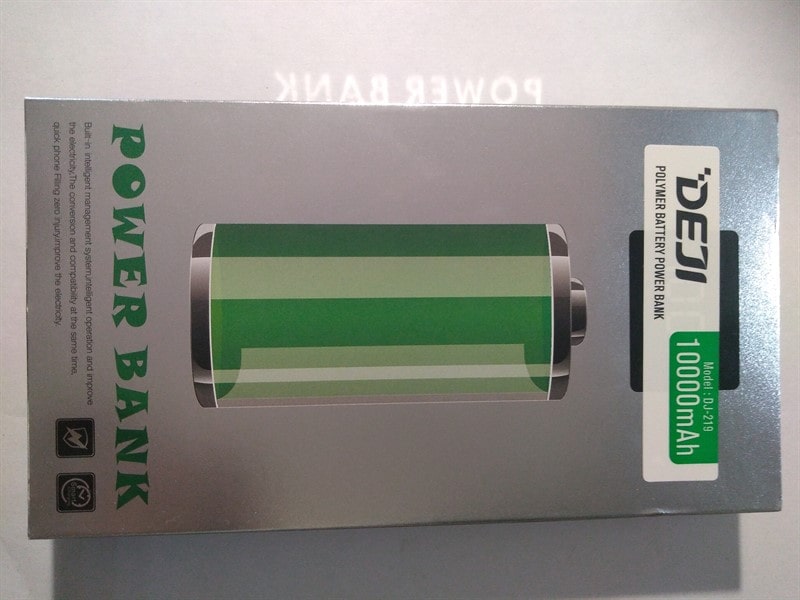 DEJI
POLYMER BATTERY POWER BANK
Model : DJ-219
10000mAh
POWER BANK
Built-in intelligent management system,intelligent operation and improve
the electricity,The conversion and compatibility at the same time,
quick phone Filling zero injury,improve the electricity.
POWER BANK